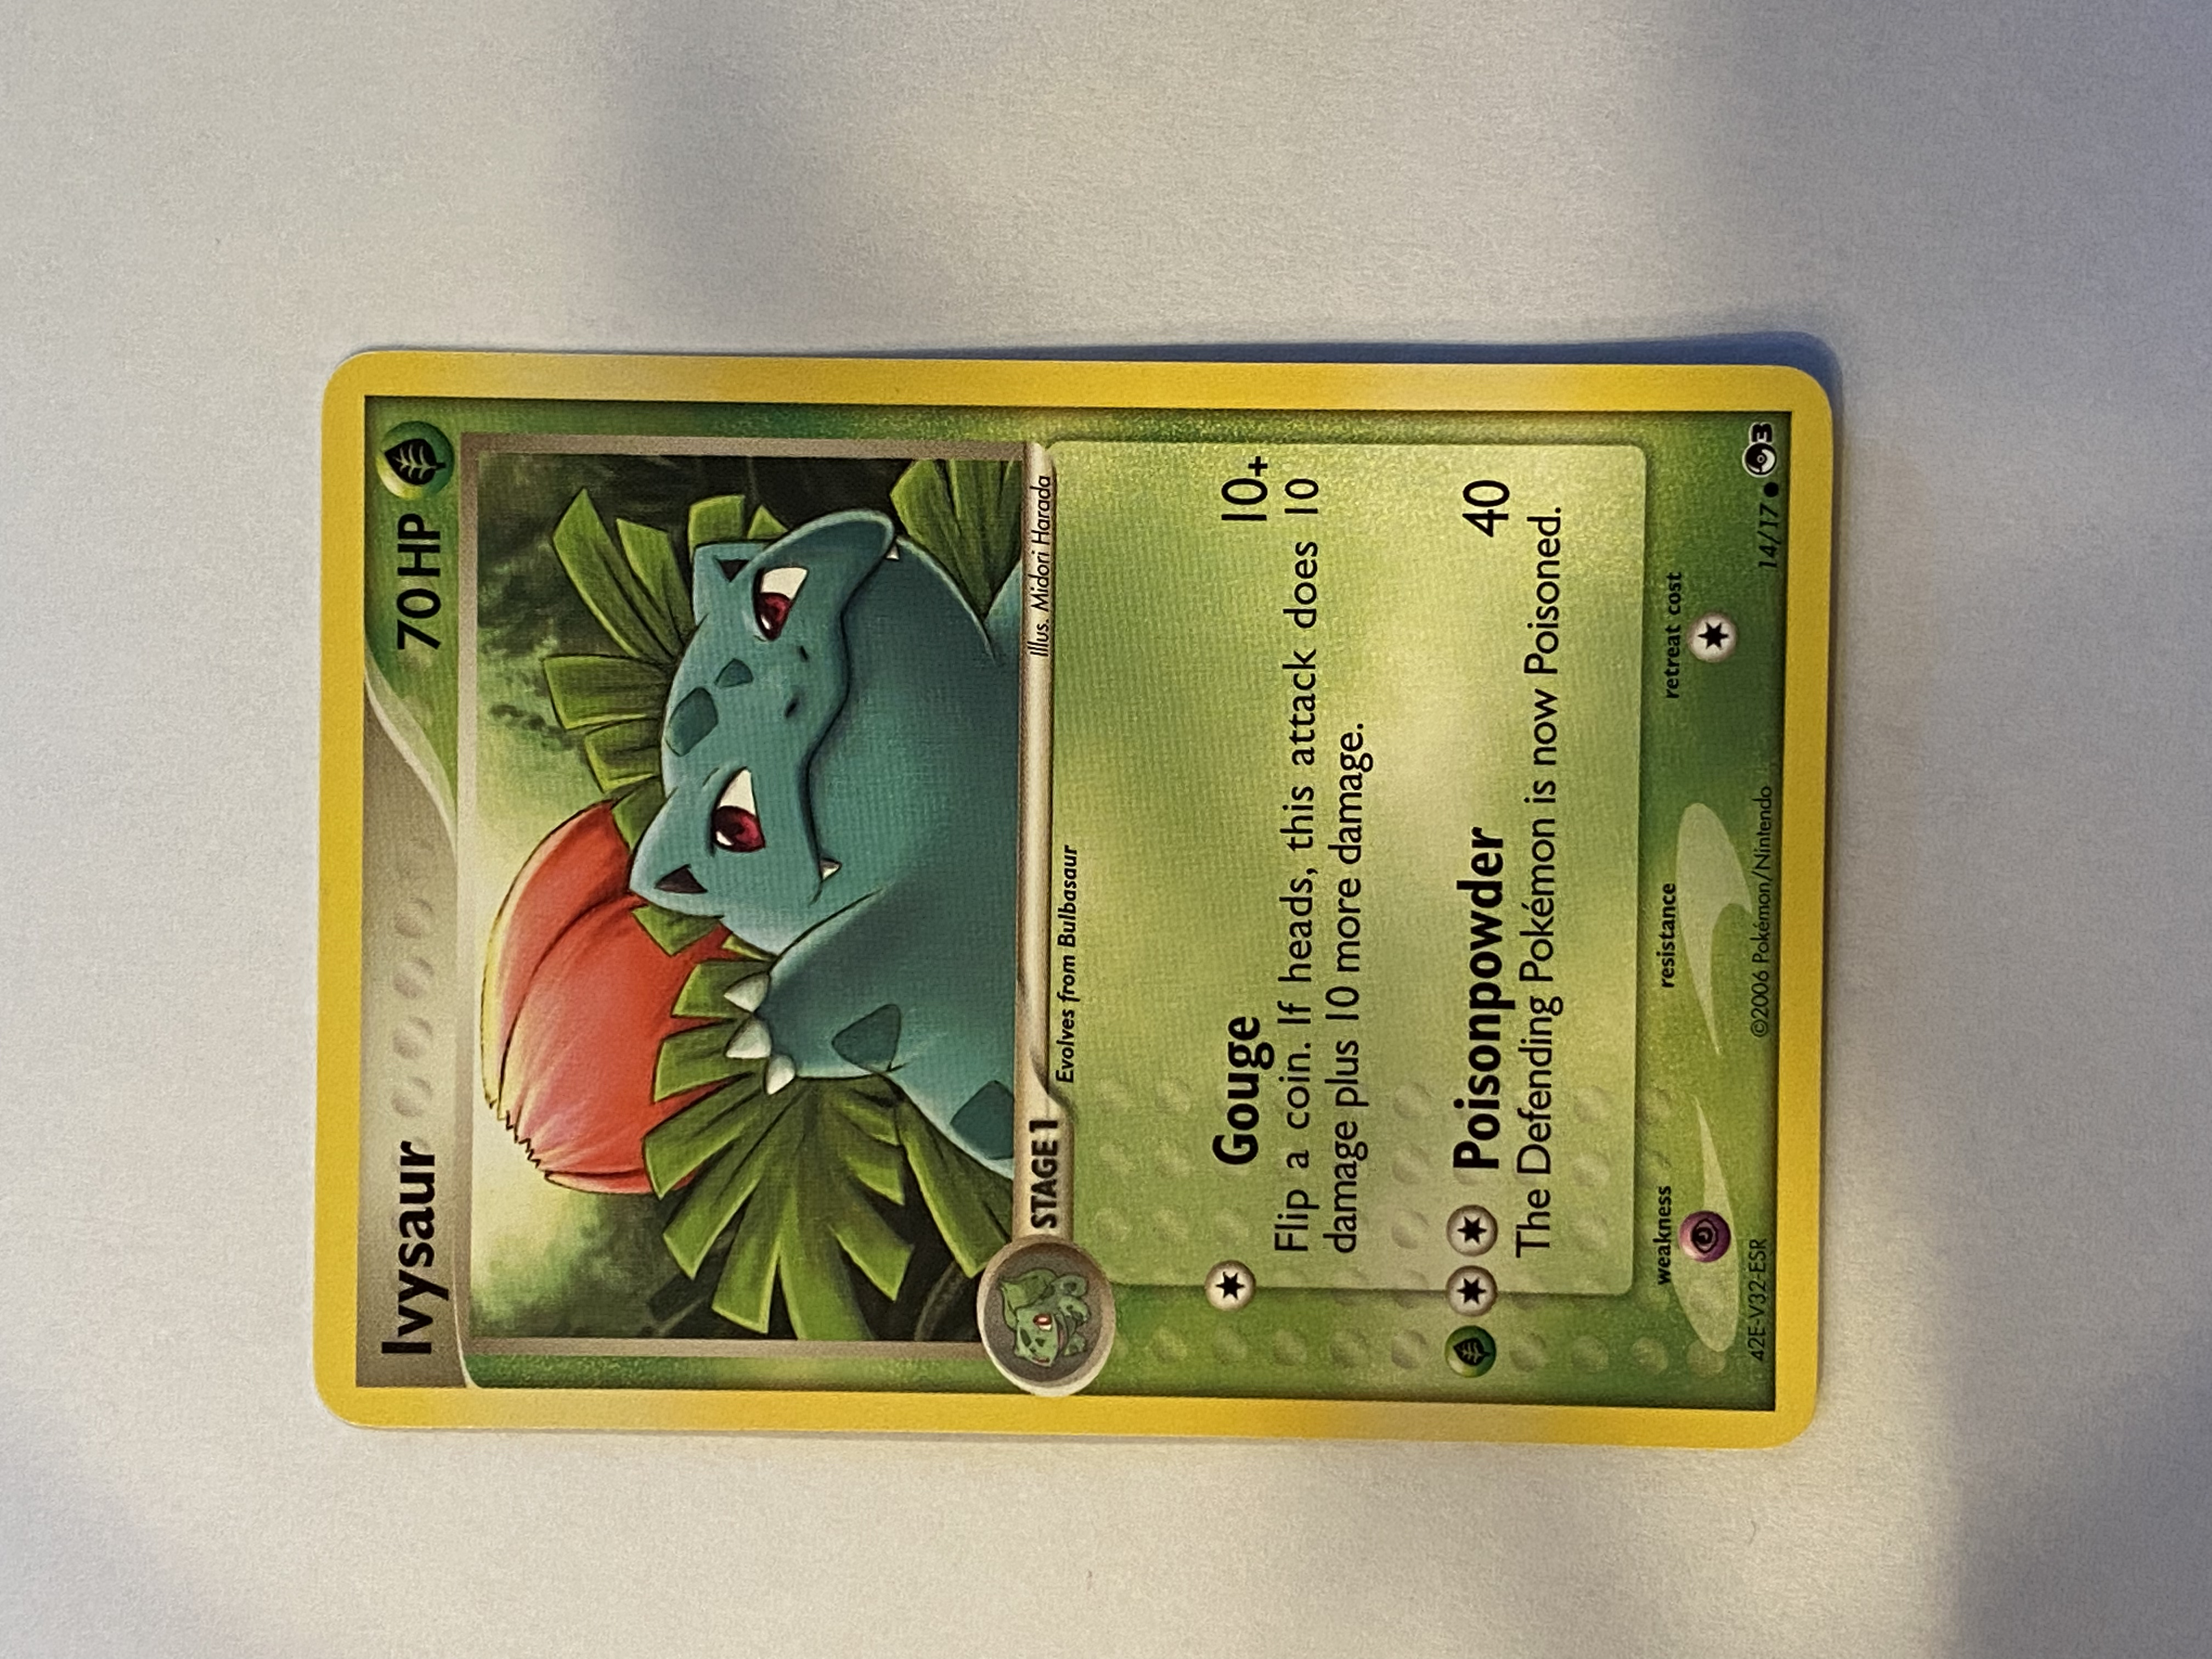 Ivysaur
70 HP
STAGE 1
Illus. Midori Harada
Evolves from Bulbasaur
Gouge 10+
Flip a coin. If heads, this attack does 10
damage plus 10 more damage.
Poisonpowder 40
The Defending Pokémon is now Poisoned.
weakness resistance retreat cost
42E-V32-ESR ©2006 Pokémon/Nintendo 14/17 ● 3